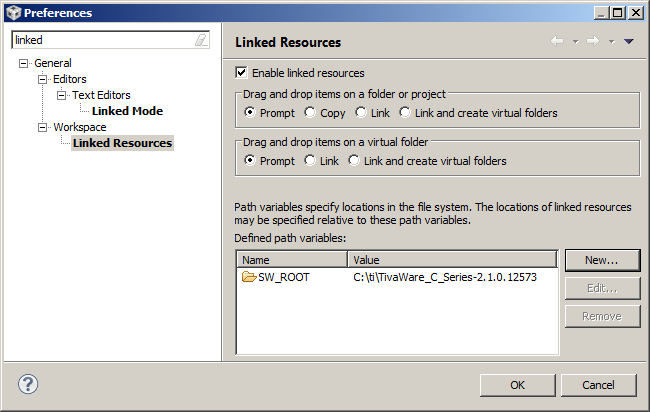 Preferences
linked
General
Editors
Text Editors
Linked Mode
Workspace
Linked Resources
Linked Resources
Enable linked resources
Drag and drop items on a folder or project
Prompt Copy Link Link and create virtual folders
Drag and drop items on a virtual folder
Prompt Link Link and create virtual folders
Path variables specify locations in the file system. The locations of linked resources
may be specified relative to these path variables.
Defined path variables:
Name Value
SW_ROOT C:\ti\TivaWare_C_Series-2.1.0.12573
New...
Edit...
Remove
?
OK Cancel